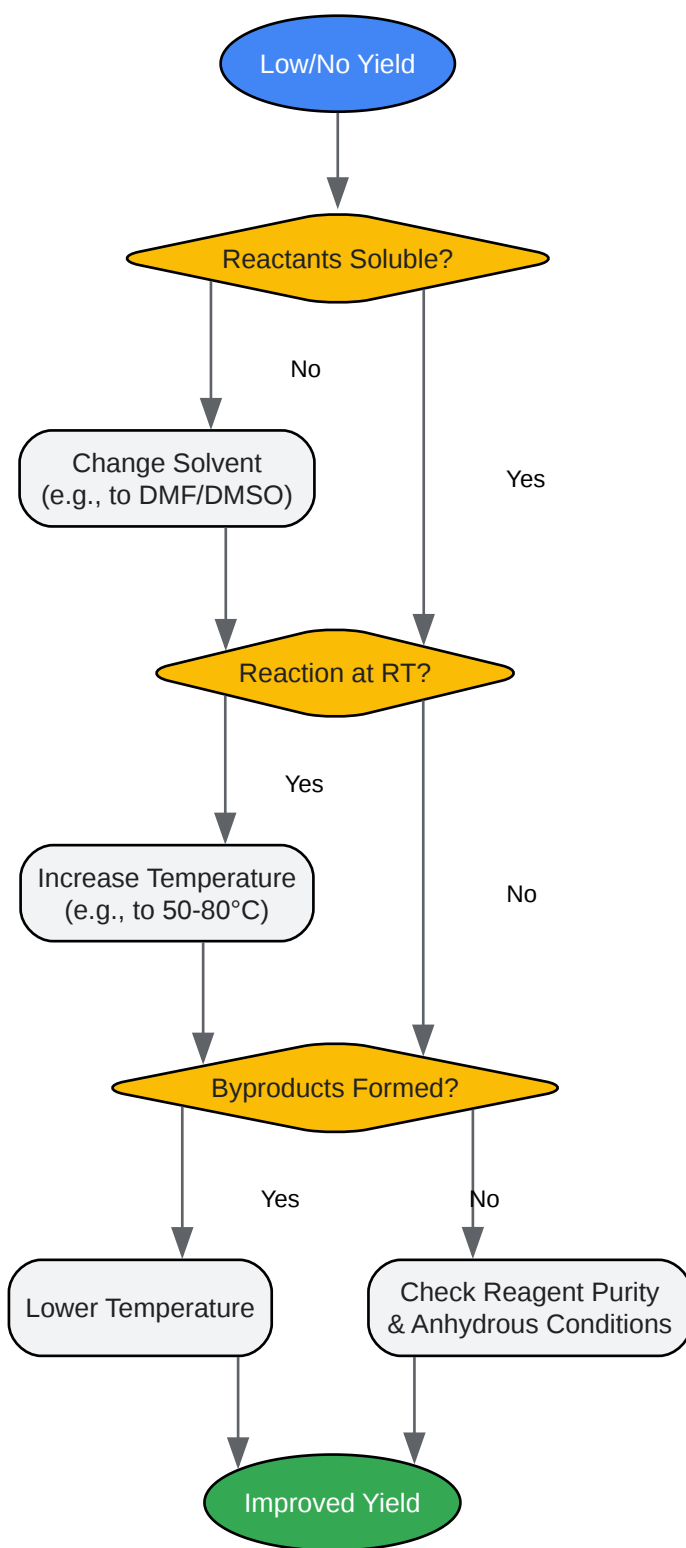 Low/No Yield
Reactants Soluble?
No
Change Solvent
(e.g., to DMF/DMSO)
Yes
Reaction at RT?
Yes
Increase Temperature
(e.g., to 50-80°C)
No
Byproducts Formed?
Yes
No
Lower Temperature
Check Reagent Purity
& Anhydrous Conditions
Improved Yield